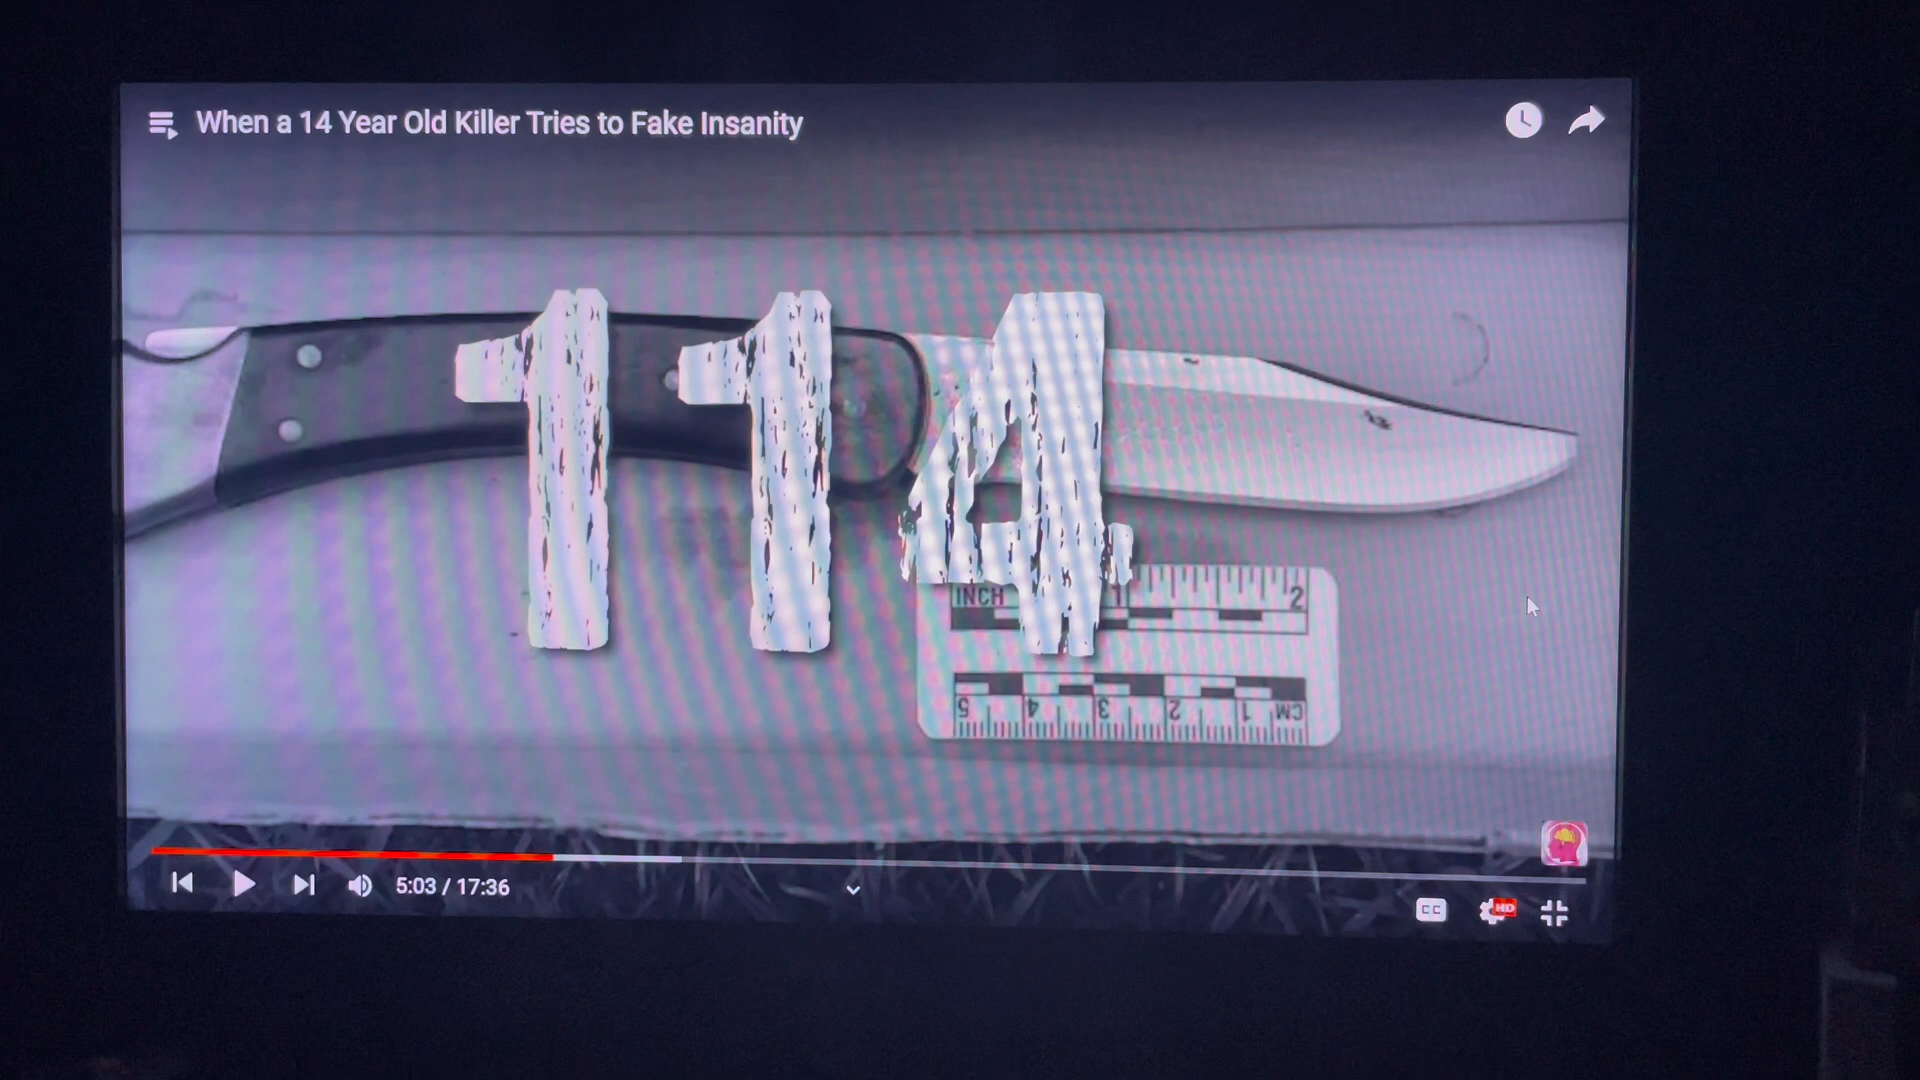 When a 14 Year Old Killer Tries to Fake Insanity
114
INCH 1 2
5 4 3 2 1 CM
5:03 / 17:36
CC
HD